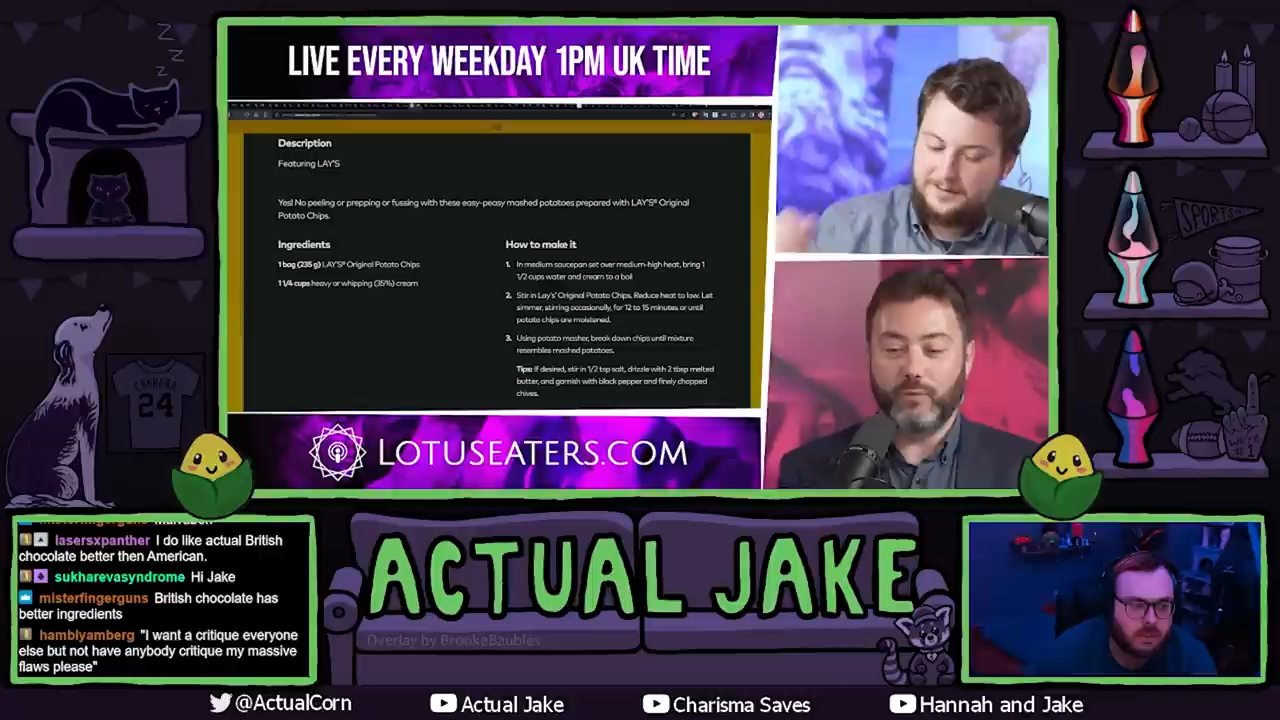 LIVE EVERY WEEKDAY 1PM UK TIME
Description
Featuring LAY'S
Yes! No peeling or prepping or fussing with these easy-peasy mashed potatoes prepared with LAY'S® Original
Potato Chips.
Ingredients
1 bag (235 g) LAY'S® Original Potato Chips
1 1/4 cups heavy or whipping (35%) cream
How to make it
1. In medium saucepan set over medium-high heat, bring 1
1/2 cups water and cream to a boil
2. Stir in Lay's® Original Potato Chips. Reduce heat to low. Let
simmer, stirring occasionally, for 12 to 15 minutes or until
potato chips are moistened.
3. Using potato masher, break down chips until mixture
resembles mashed potatoes.
Tips: If desired, stir in 1/2 tsp salt, drizzle with 2 tbsp melted
butter, and garnish with black pepper and finely chopped
chives.
LOTUSEATERS.COM
Z
Z
Z
Z
24
SPORTS
WE'RE
#1
misterfingerguns
lasersxpanther I do like actual British
chocolate better then American.
sukharevasyndrome Hi Jake
misterfingerguns British chocolate has
better ingredients
hamblyamberg "I want a critique everyone
else but not have anybody critique my massive
flaws please"
ACTUAL JAKE
Overlay by BrookeBaubles
@ActualCorn
Actual Jake
Charisma Saves
Hannah and Jake